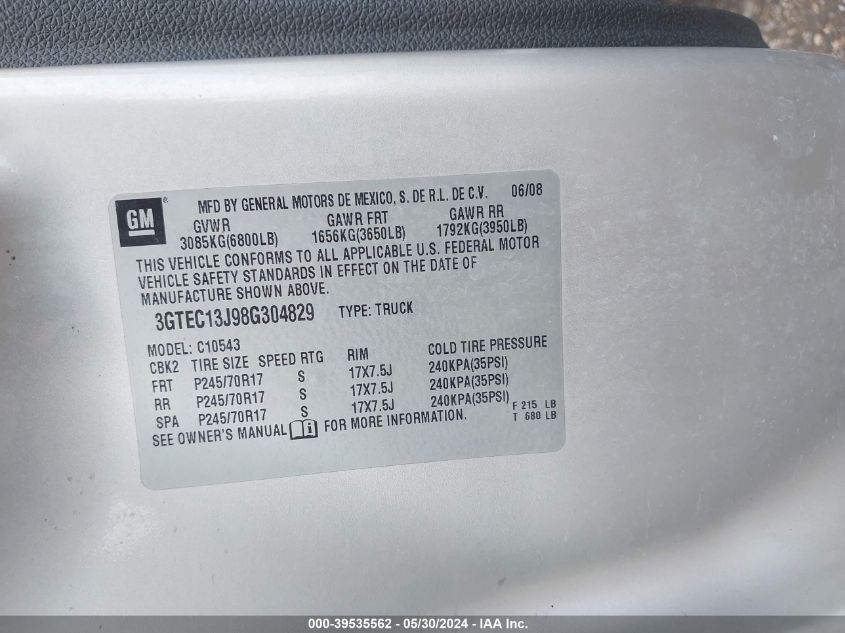 GM
MFD BY GENERAL MOTORS DE MEXICO, S. DE R.L. DE C.V. 06/08
GVWR GAWR FRT GAWR RR
3085KG(6800LB) 1656KG(3650LB) 1792KG(3950LB)
THIS VEHICLE CONFORMS TO ALL APPLICABLE U.S. FEDERAL MOTOR
VEHICLE SAFETY STANDARDS IN EFFECT ON THE DATE OF
MANUFACTURE SHOWN ABOVE.
3GTEC13J98G304829 TYPE: TRUCK
MODEL: C10543
CBK2 TIRE SIZE SPEED RTG RIM COLD TIRE PRESSURE
FRT P245/70R17 S 17X7.5J 240KPA(35PSI)
RR P245/70R17 S 17X7.5J 240KPA(35PSI)
SPA P245/70R17 S 17X7.5J 240KPA(35PSI)
F 215 LB
SEE OWNER'S MANUAL FOR MORE INFORMATION. T 680 LB
000-39535562 - 05/30/2024 - IAA Inc.